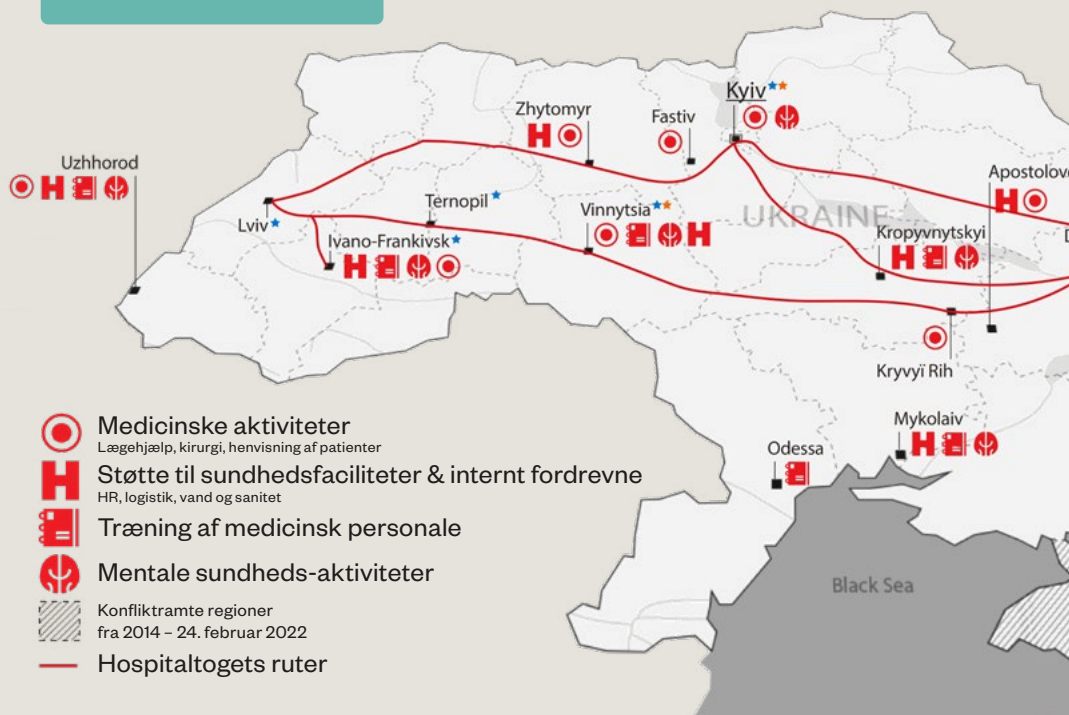 Kyiv
Zhytomyr
Fastiv
Uzhhorod
Apostolove
Ternopil
Vinnytsia
Lviv
UKRAINE
Kropyvnytskyi
D
Ivano-Frankivsk
Kryvyï Rih
Mykolaiv
Odessa
Black Sea
Medicinske aktiviteter
Lægehjælp, kirurgi, henvisning af patienter
H Støtte til sundhedsfaciliteter & internt fordrevne
HR, logistik, vand og sanitet
Træning af medicinsk personale
Mentale sundheds-aktiviteter
Konfliktramte regioner
fra 2014 – 24. februar 2022
Hospitaltogets ruter